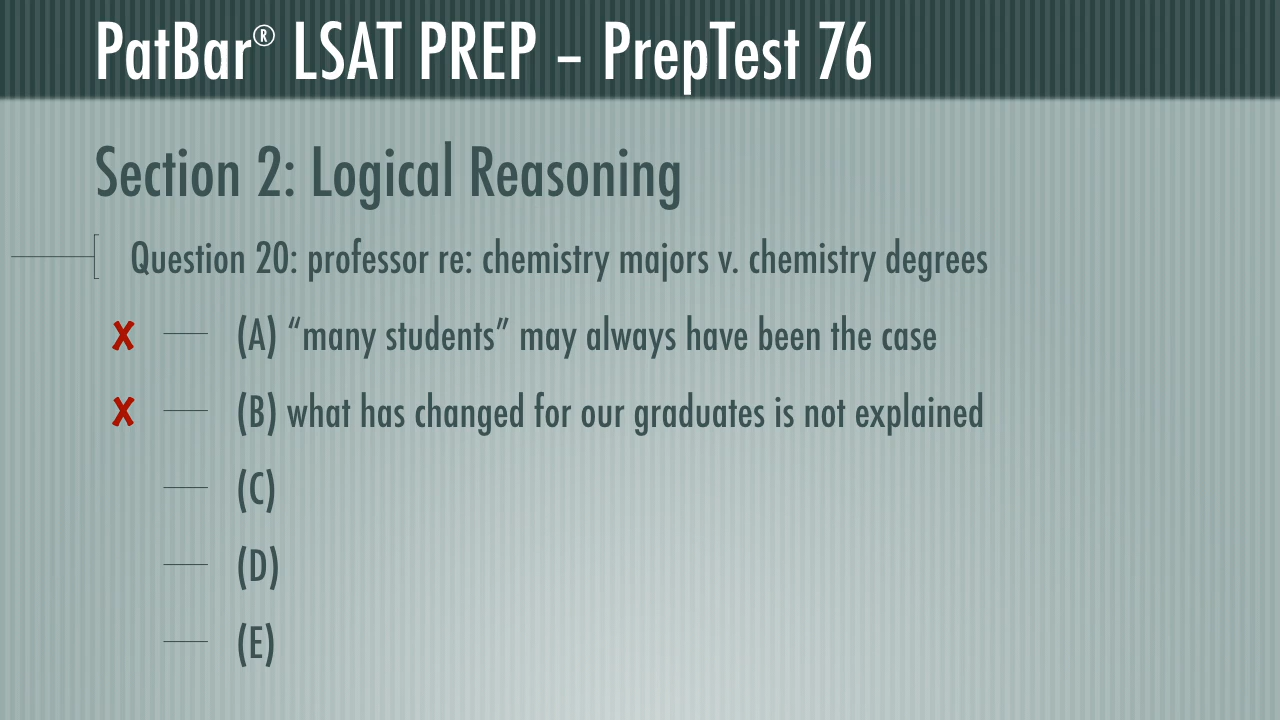 PatBar® LSAT PREP – PrepTest 76
Section 2: Logical Reasoning
Question 20: professor re: chemistry majors v. chemistry degrees
✘ (A) “many students” may always have been the case
✘ (B) what has changed for our graduates is not explained
(C)
(D)
(E)